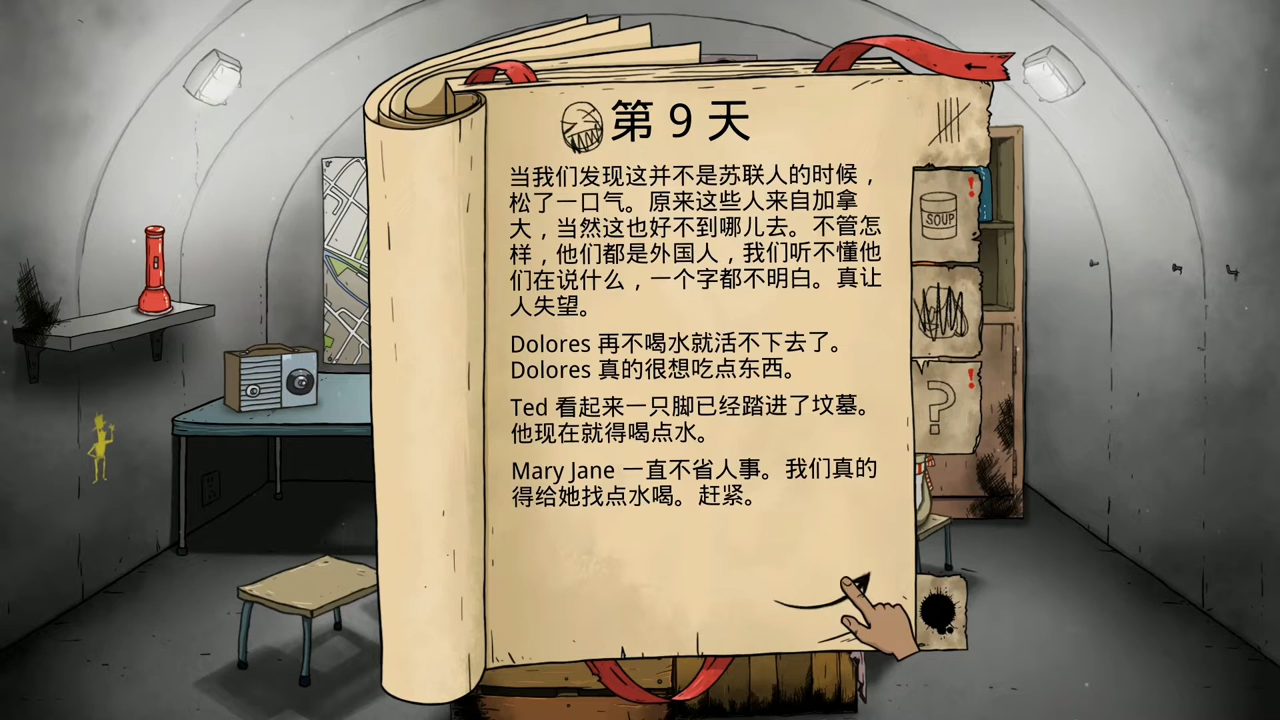 第 9 天
当我们发现这并不是苏联人的时候，
松了一口气。原来这些人来自加拿
大，当然这也好不到哪儿去。不管怎
样，他们都是外国人，我们听不懂他
们在说什么，一个字都不明白。真让
人失望。
Dolores 再不喝水就活不下去了。
Dolores 真的很想吃点东西。
Ted 看起来一只脚已经踏进了坟墓。
他现在就得喝点水。
Mary Jane 一直不省人事。我们真的
得给她找点水喝。赶紧。
!
SOUP
!
?